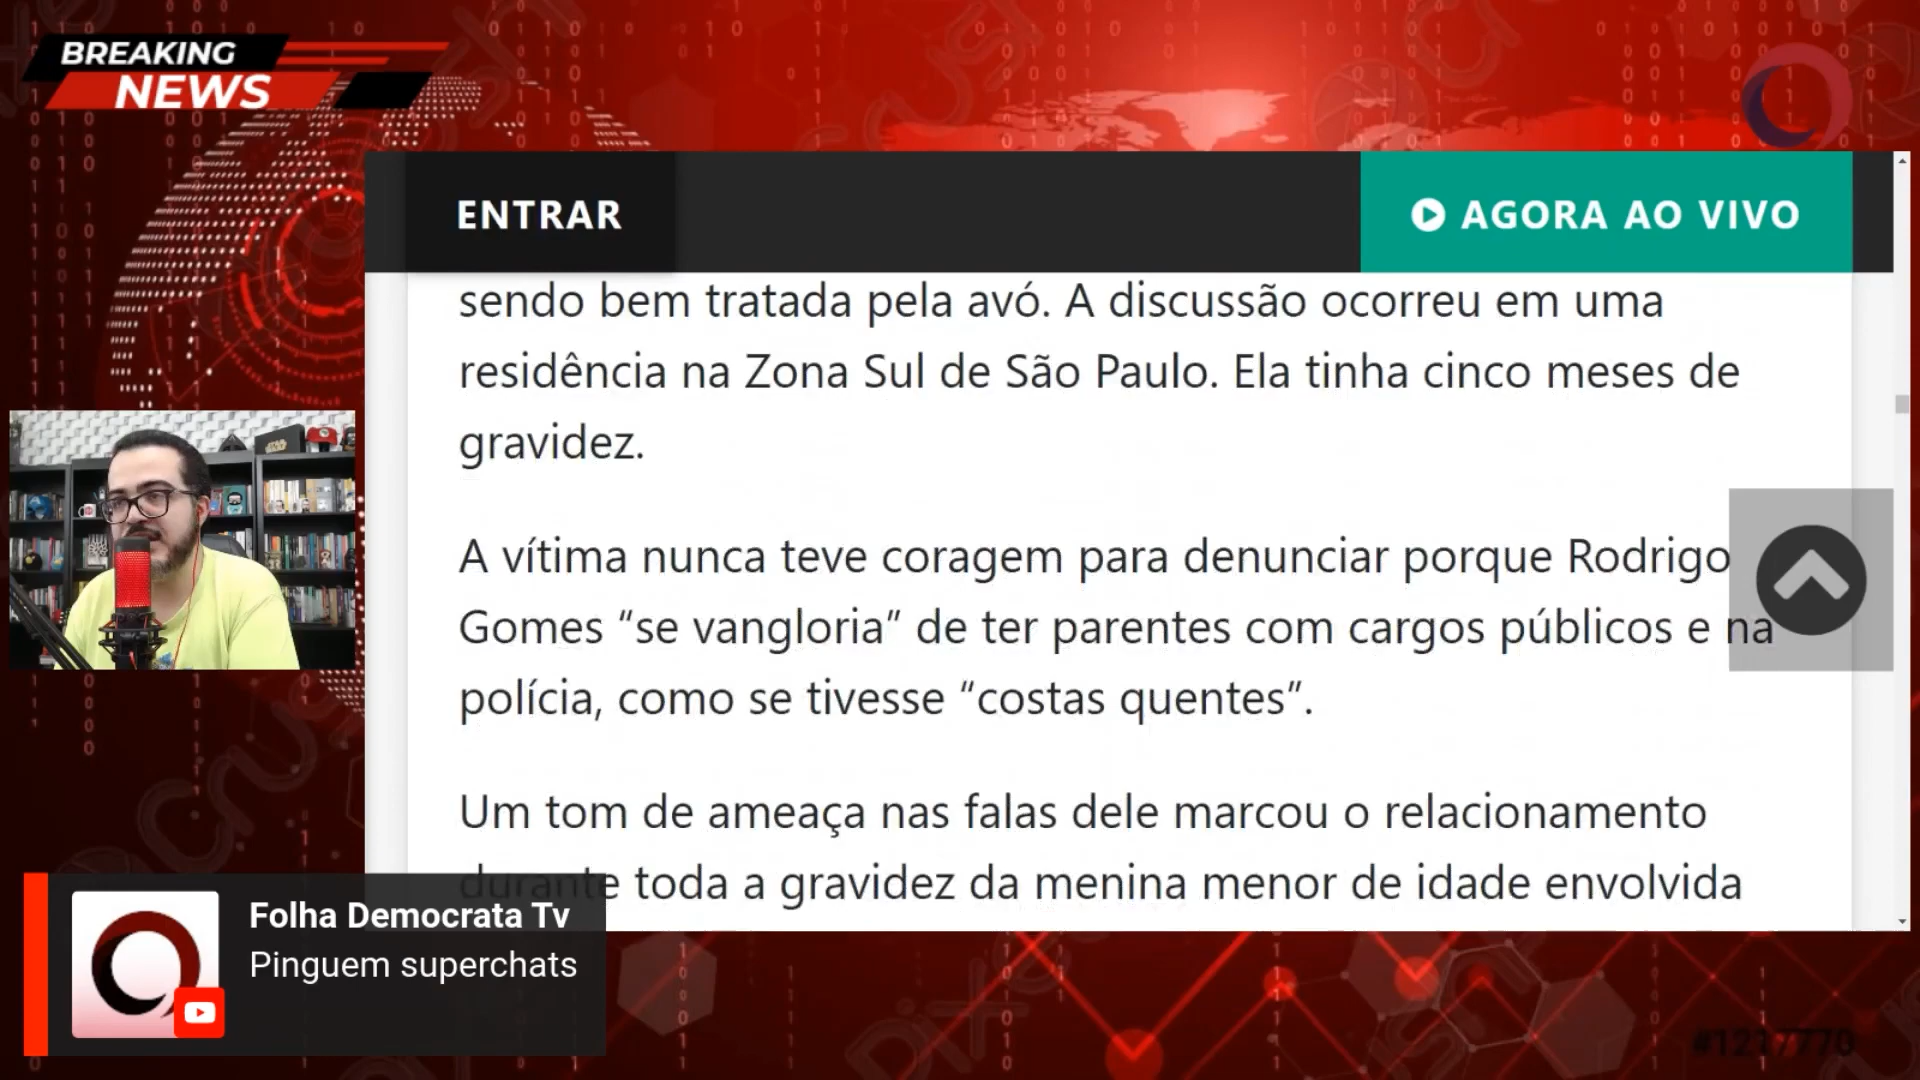 BREAKING
NEWS
ENTRAR
AGORA AO VIVO
sendo bem tratada pela avó. A discussão ocorreu em uma
residência na Zona Sul de São Paulo. Ela tinha cinco meses de
gravidez.
A vítima nunca teve coragem para denunciar porque Rodrigo
Gomes “se vangloria” de ter parentes com cargos públicos e na
polícia, como se tivesse “costas quentes”.
Um tom de ameaça nas falas dele marcou o relacionamento
durante toda a gravidez da menina menor de idade envolvida
Folha Democrata Tv
Pinguem superchats
#1217770